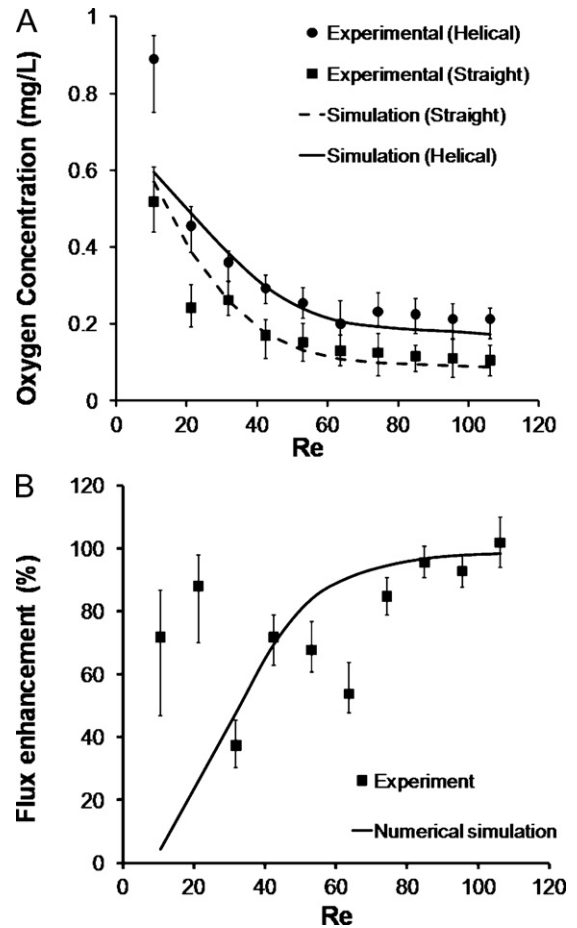 A
Oxygen Concentration (mg/L)
1
0.8
0.6
0.4
0.2
0
0 20 40 60 80 100 120
Re
Experimental (Helical)
Experimental (Straight)
Simulation (Straight)
Simulation (Helical)
B
Flux enhancement (%)
120
100
80
60
40
20
0
0 20 40 60 80 100 120
Re
Experiment
Numerical simulation